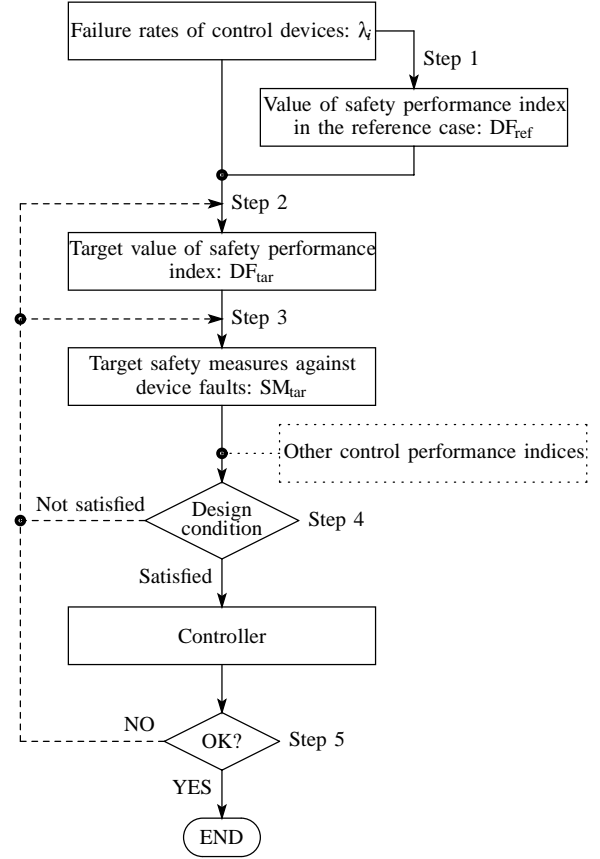 Failure rates of control devices: λi
Step 1
Value of safety performance index
in the reference case: DFref
Step 2
Target value of safety performance
index: DFtar
Step 3
Target safety measures against
device faults: SMtar
Other control performance indices
Not satisfied
Design
condition
Step 4
Satisfied
Controller
NO
OK?
Step 5
YES
END